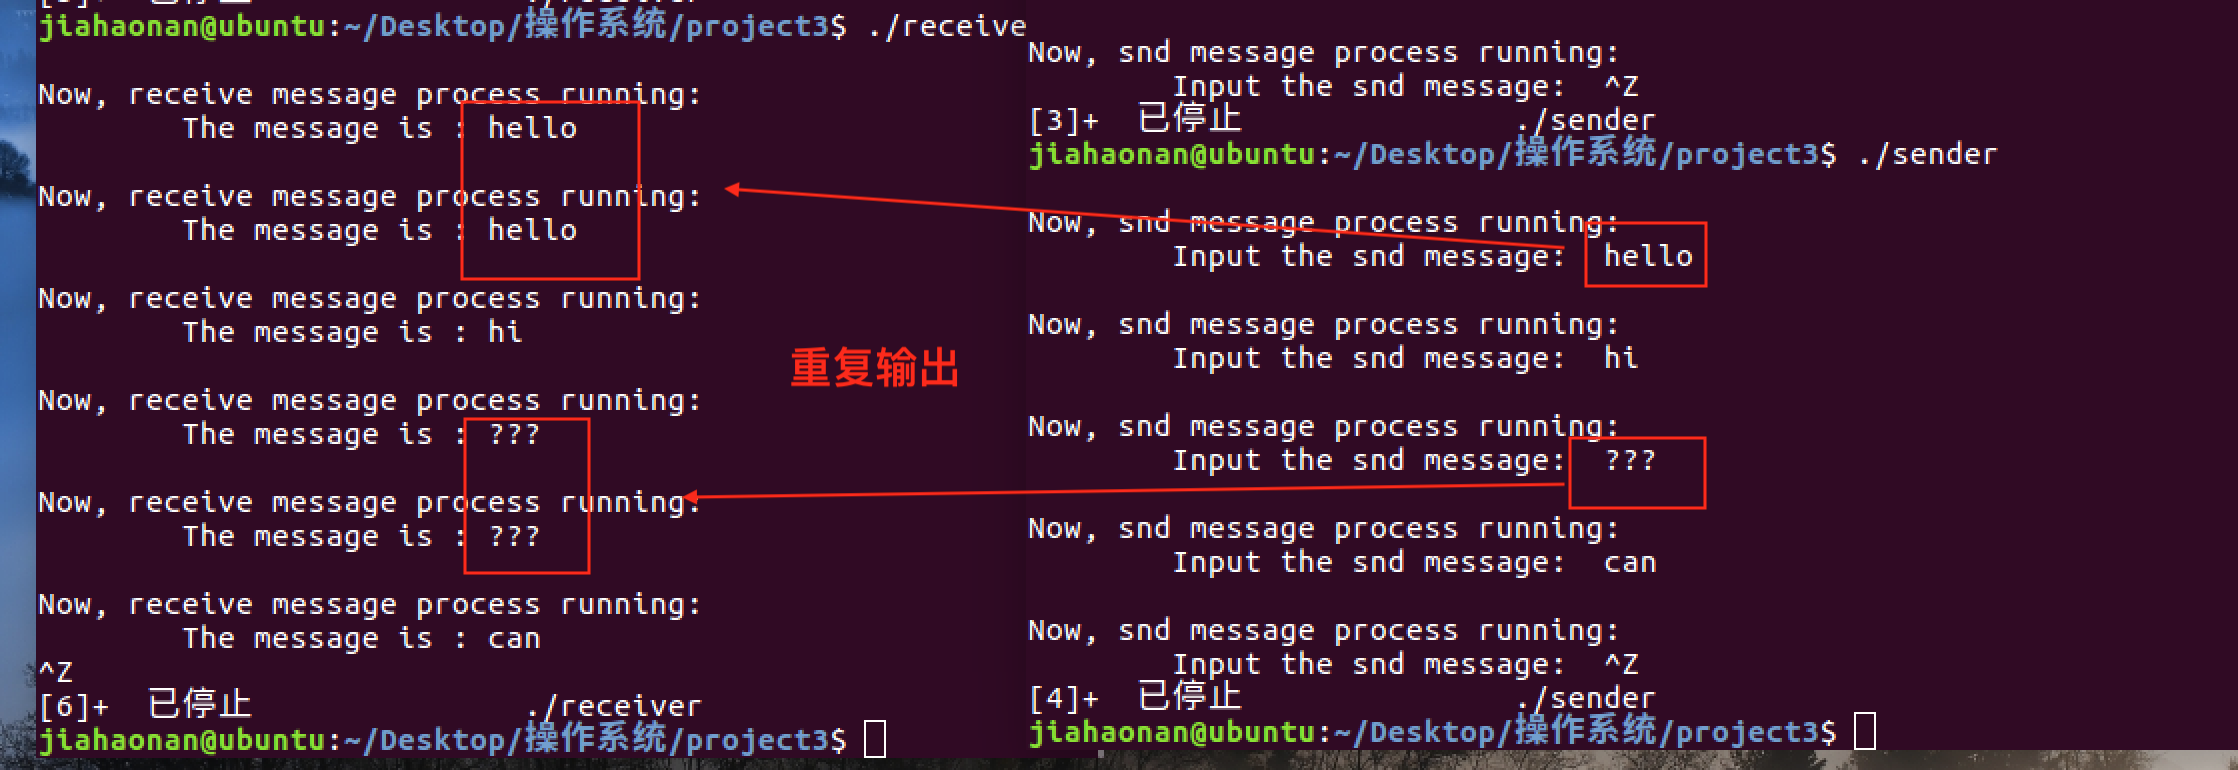 jiahaonan@ubuntu:~/Desktop/操作系统/project3$ ./receive
Now, receive message process running:
The message is : hello
Now, receive message process running:
The message is : hello
Now, receive message process running:
The message is : hi
Now, receive message process running:
The message is : ???
Now, receive message process running:
The message is : ???
Now, receive message process running:
The message is : can
^Z
[6]+  已停止               ./receiver
jiahaonan@ubuntu:~/Desktop/操作系统/project3$
重复输出
Now, snd message process running:
Input the snd message:  ^Z
[3]+  已停止               ./sender
jiahaonan@ubuntu:~/Desktop/操作系统/project3$ ./sender
Now, snd message process running:
Input the snd message:  hello
Now, snd message process running:
Input the snd message:  hi
Now, snd message process running:
Input the snd message:  ???
Now, snd message process running:
Input the snd message:  can
Now, snd message process running:
Input the snd message:  ^Z
[4]+  已停止               ./sender
jiahaonan@ubuntu:~/Desktop/操作系统/project3$